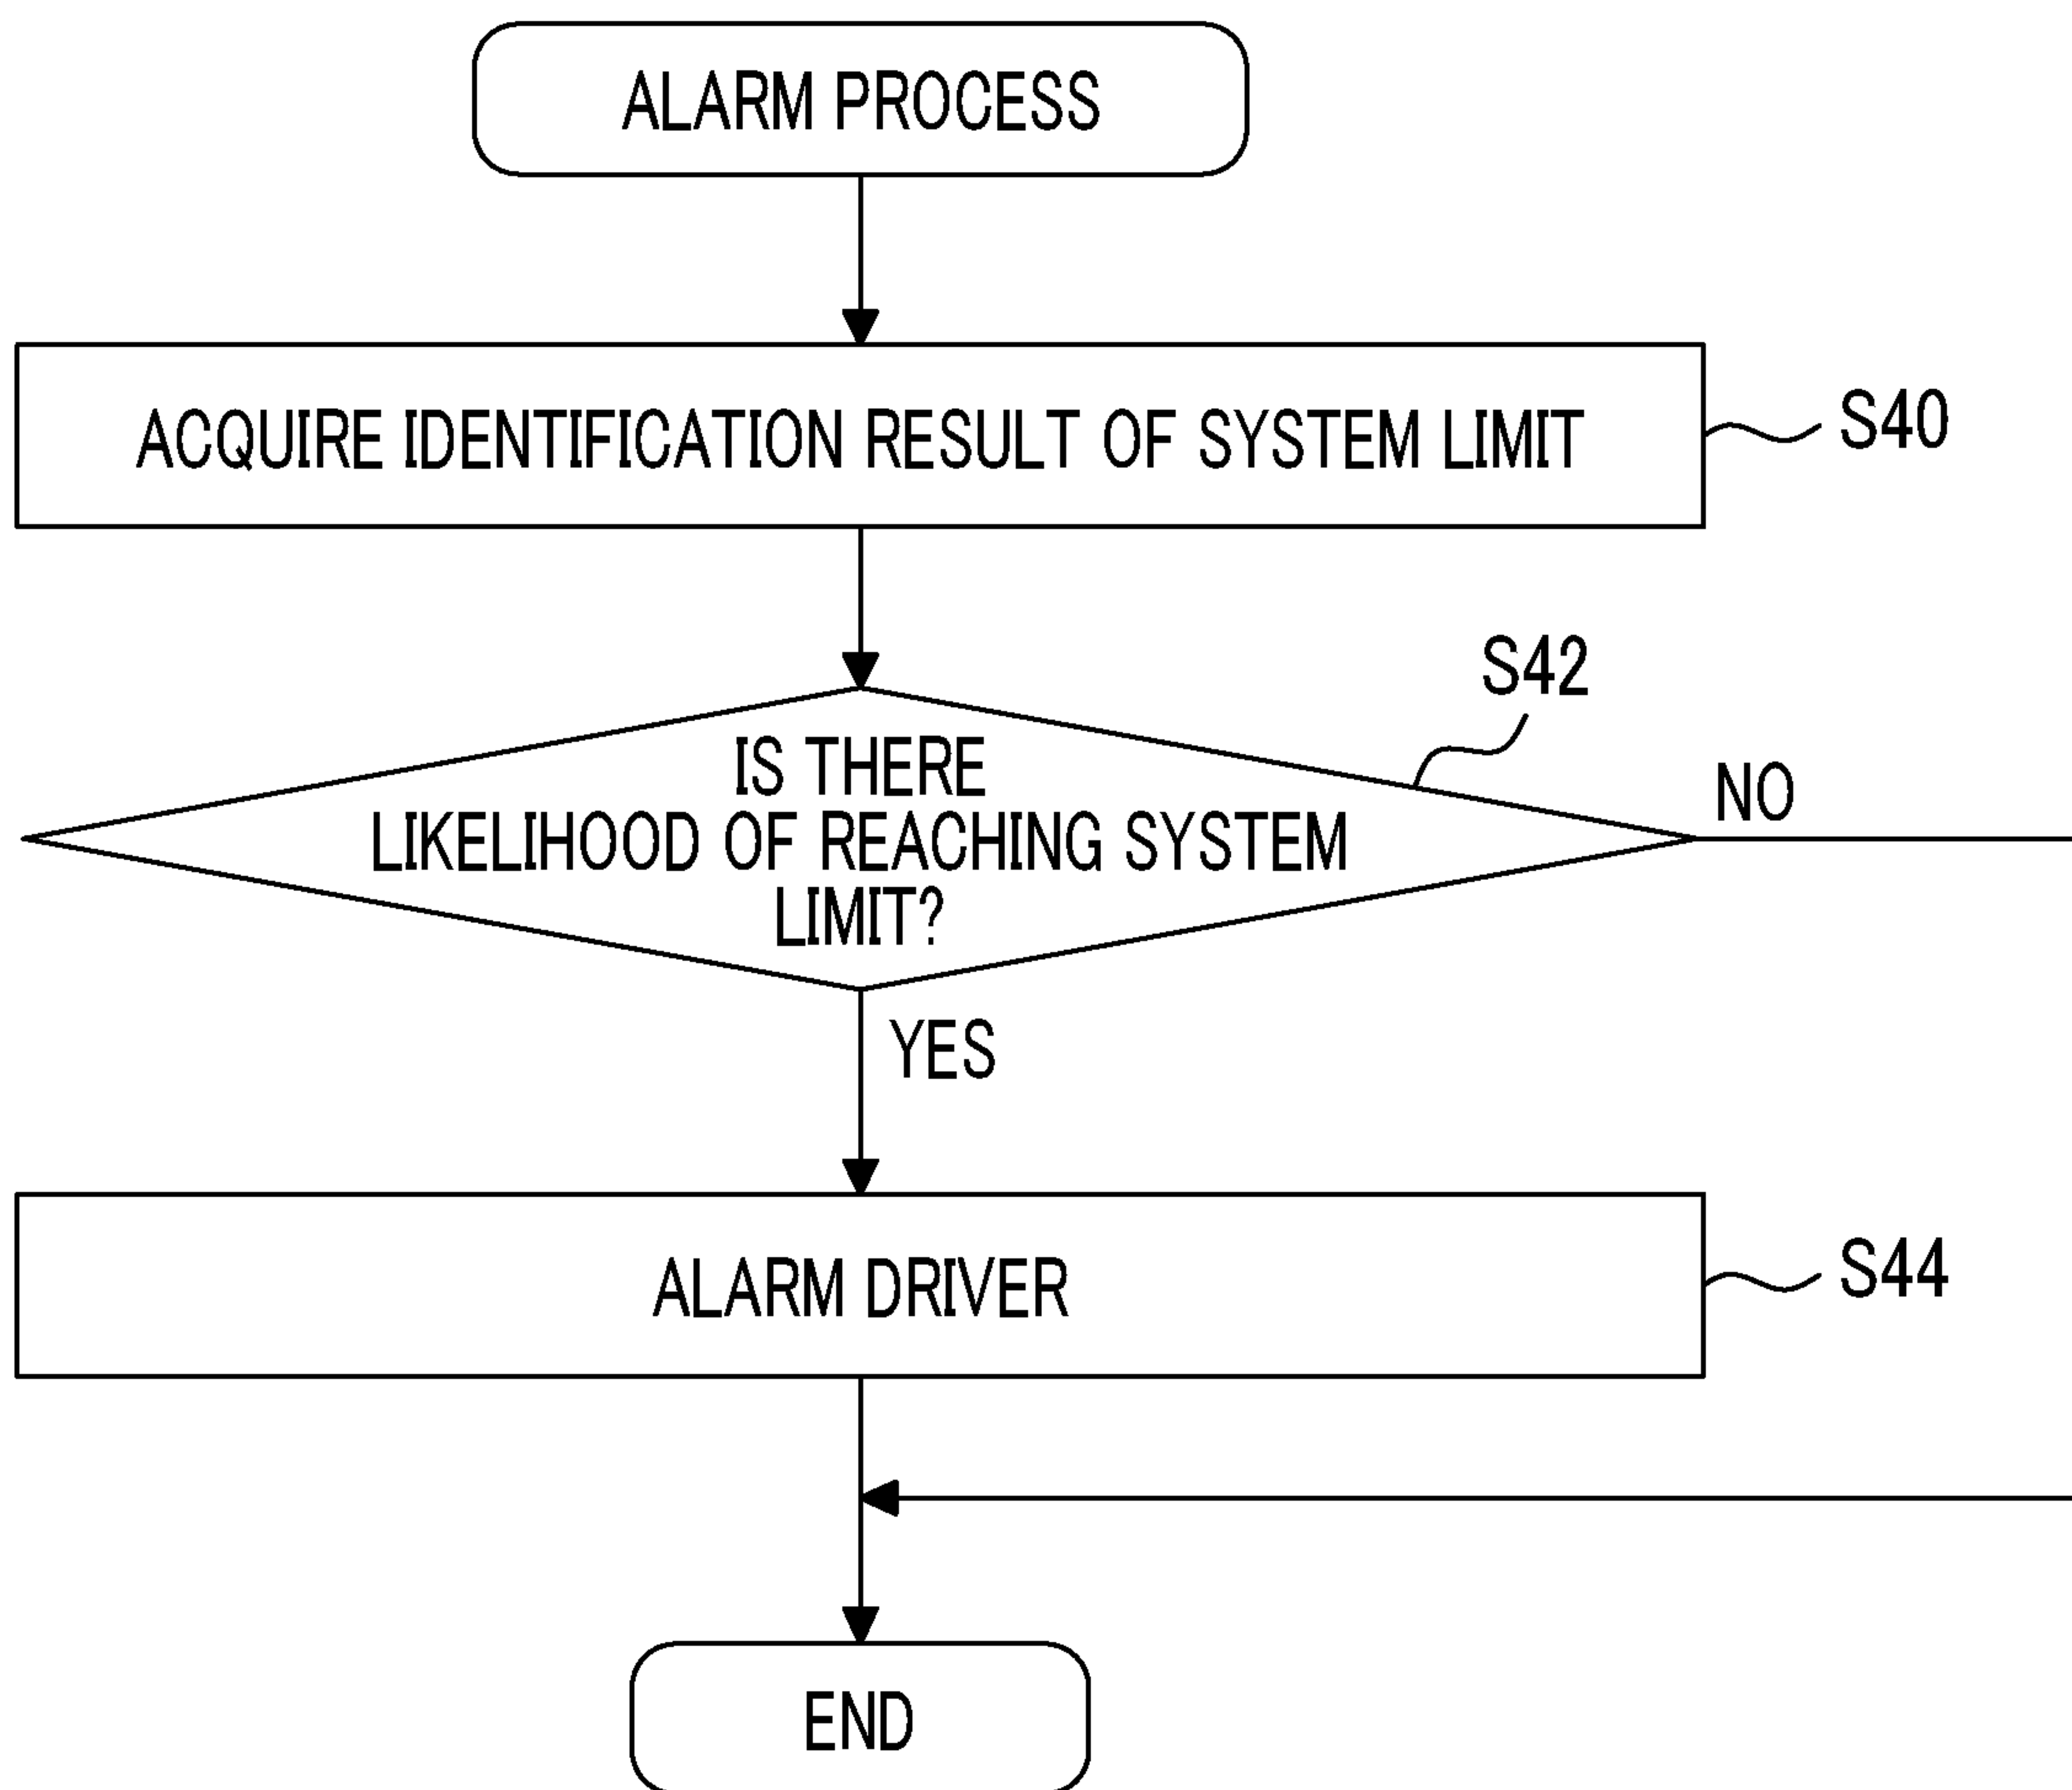 ALARM PROCESS
ACQUIRE IDENTIFICATION RESULT OF SYSTEM LIMIT
S40
S42
IS THERE
LIKELIHOOD OF REACHING SYSTEM
LIMIT?
NO
YES
ALARM DRIVER
S44
END